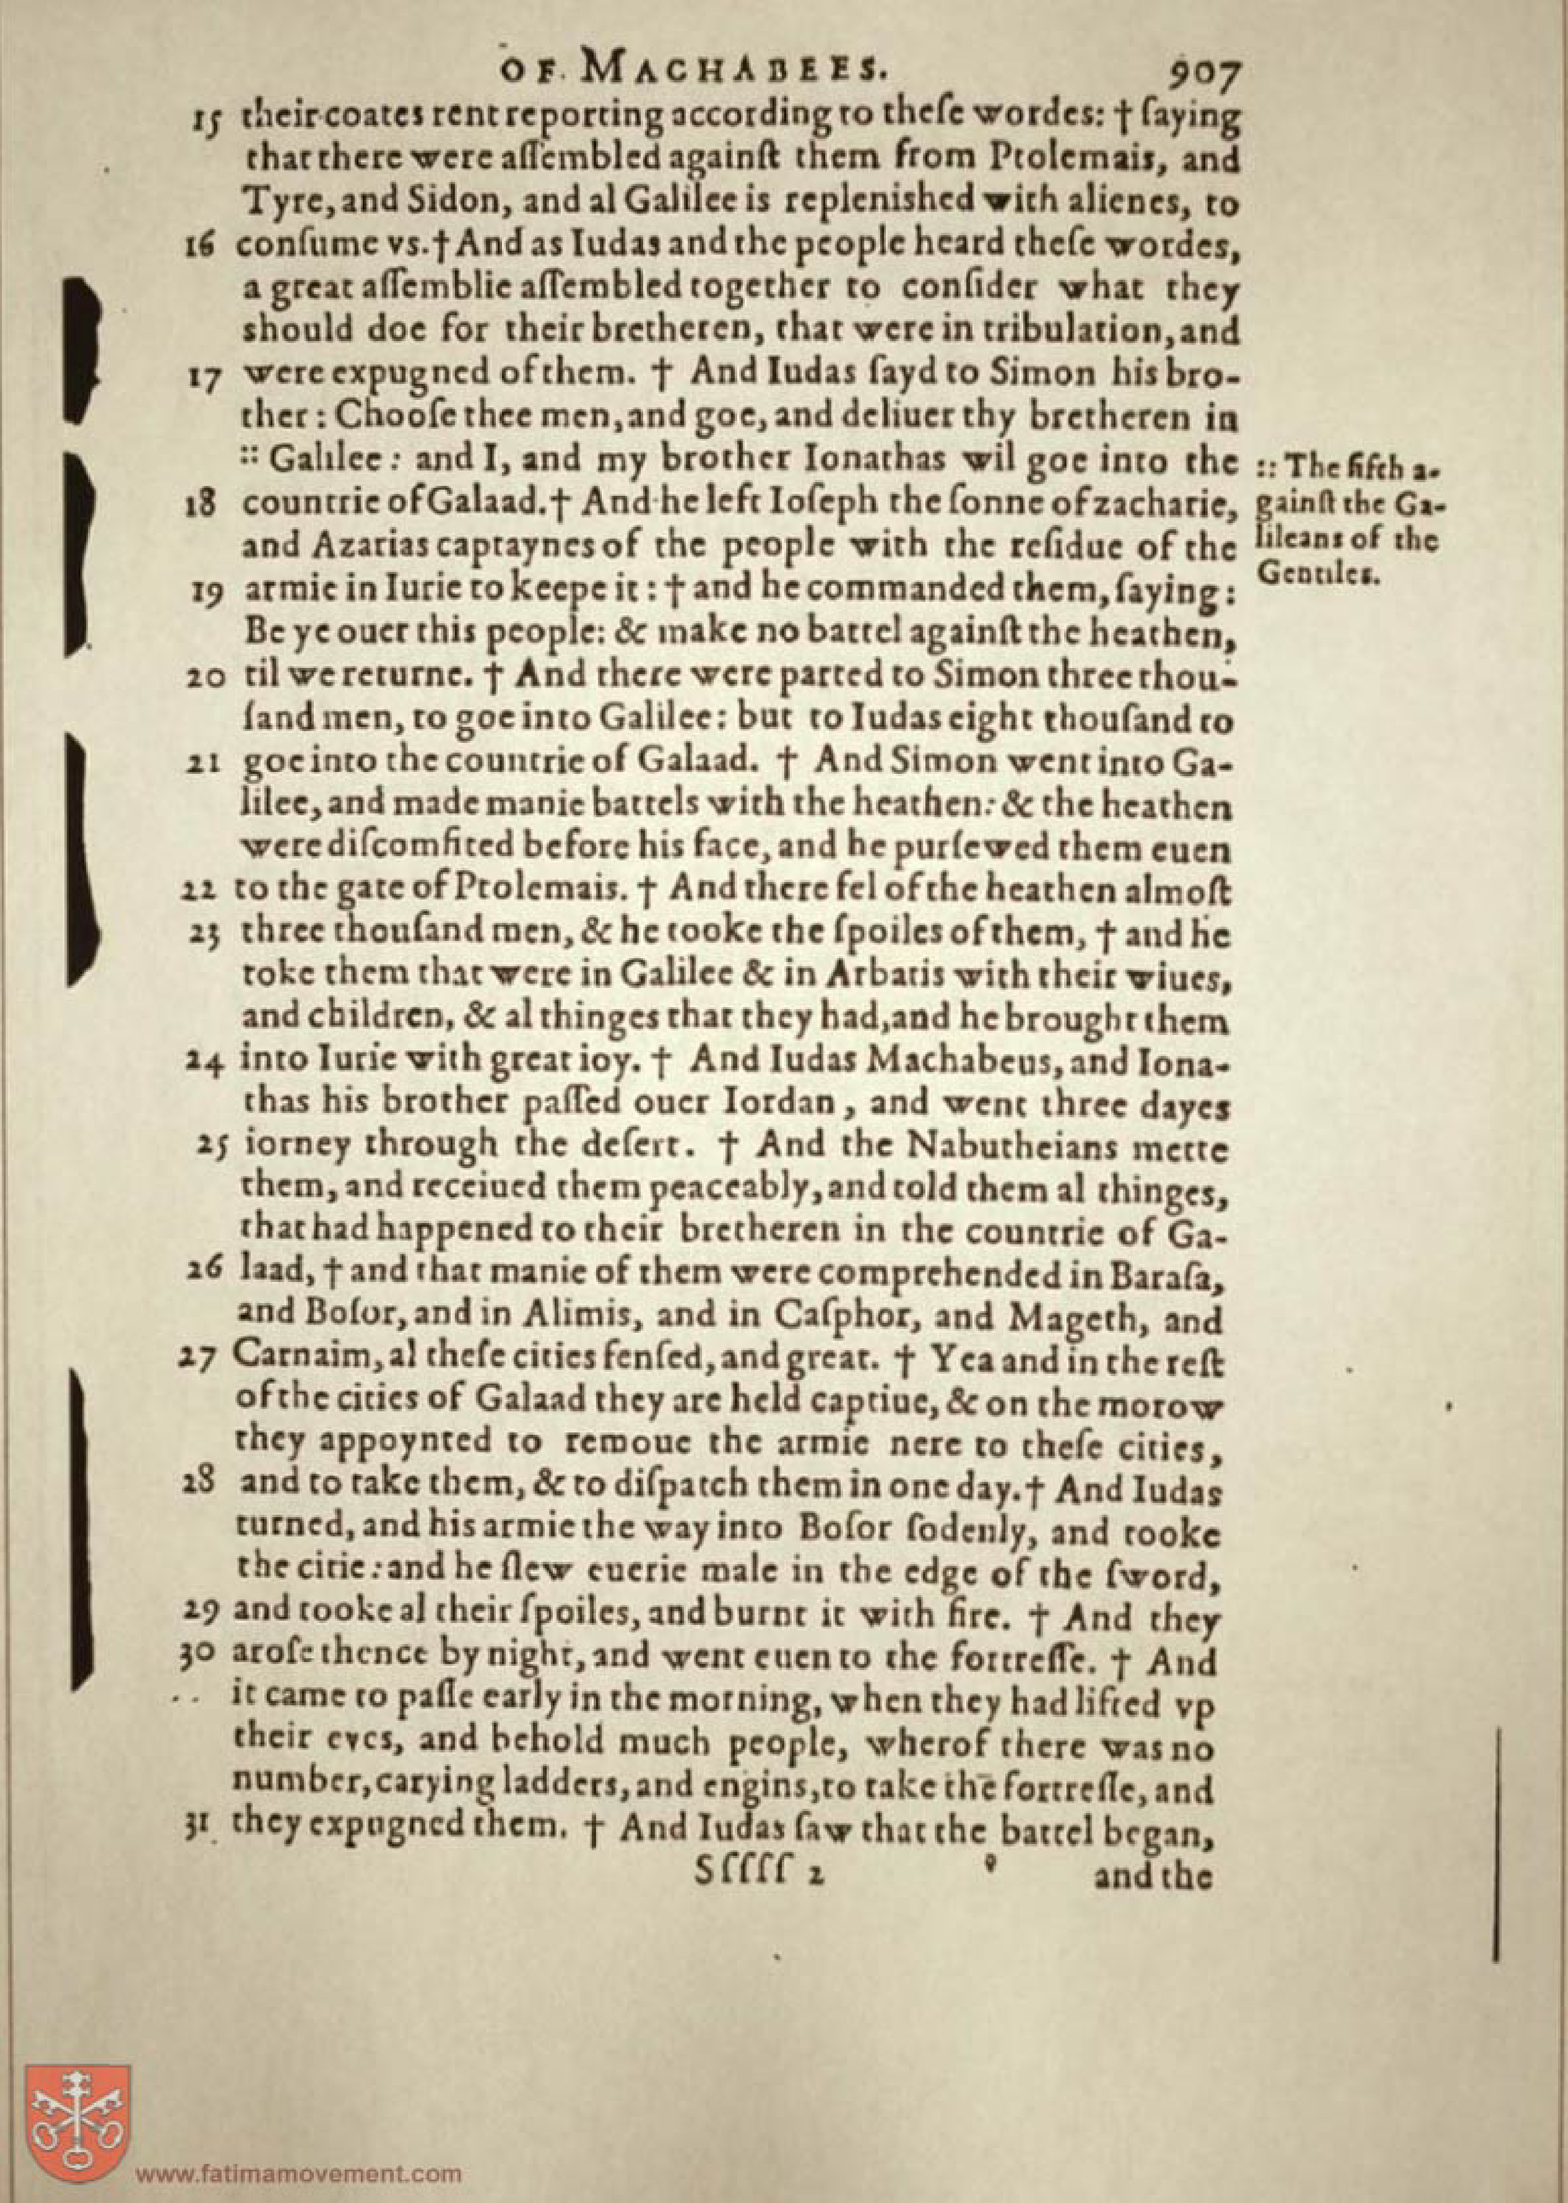 OF MACHABEES. 907
15 their coates rent reporting according to theſe wordes: † ſaying
that there were aſſembled againſt them from Ptolemais, and
Tyre, and Sidon, and al Galilee is replenished with alienes, to
16 conſume vs. † And as Iudas and the people heard theſe wordes,
a great aſſemblie aſſembled together to conſider what they
should doe for their bretheren, that were in tribulation, and
17 were expugned of them. † And Iudas ſayd to Simon his bro-
ther: Chooſe thee men, and goe, and deliuer thy bretheren in
:: Galilee: and I, and my brother Ionathas wil goe into the
18 countrie of Galaad. † And he left Ioſeph the ſonne of zacharie,
and Azarias captaynes of the people with the reſidue of the
19 armie in Iurie to keepe it: † and he commanded them, ſaying:
Be ye ouer this people: & make no battel againſt the heathen,
20 til we returne. † And there were parted to Simon three thou-
ſand men, to goe into Galilee: but to Iudas eight thouſand to
21 goe into the countrie of Galaad. † And Simon went into Ga-
lilee, and made manie battels with the heathen: & the heathen
were diſcomfited before his face, and he purſewed them euen
22 to the gate of Ptolemais. † And there fel of the heathen almoſt
23 three thouſand men, & he tooke the ſpoiles of them, † and he
toke them that were in Galilee & in Arbatis with their wiues,
and children, & al thinges that they had, and he brought them
24 into Iurie with great ioy. † And Iudas Machabeus, and Iona-
thas his brother paſſed ouer Iordan, and went three dayes
25 iorney through the deſert. † And the Nabutheians mette
them, and receiued them peaceably, and told them al thinges,
that had happened to their bretheren in the countrie of Ga-
26 laad, † and that manie of them were comprehended in Baraſa,
and Boſor, and in Alimis, and in Caſphor, and Mageth, and
27 Carnaim, al theſe cities fenſed, and great. † Yea and in the reſt
of the cities of Galaad they are held captiue, & on the morow
they appoynted to remoue the armie nere to theſe cities,
28 and to take them, & to diſpatch them in one day. † And Iudas
turned, and his armie the way into Boſor ſodenly, and tooke
the citie: and he ſlew euerie male in the edge of the ſword,
29 and tooke al their ſpoiles, and burnt it with fire. † And they
30 aroſe thence by night, and went euen to the fortreſſe. † And
it came to paſſe early in the morning, when they had lifted vp
their eyes, and behold much people, wherof there was no
number, carying ladders, and engins, to take the fortreſſe, and
31 they expugned them. † And Iudas ſaw that the battel began,
Sſſſſ 2 and the
:: The fifth a-
gainſt the Ga-
lileans of the
Gentiles.
www.fatimamovement.com